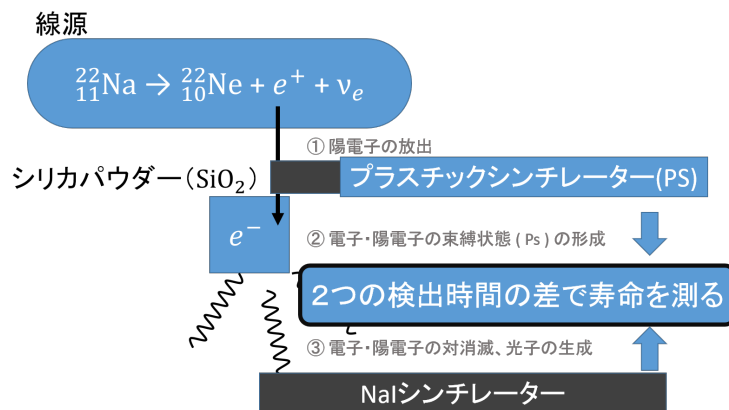 線源
²²₁₁Na → ²²₁₀Ne + e⁺ + νₑ
① 陽電子の放出
シリカパウダー(SiO₂)
プラスチックシンチレーター(PS)
e⁻
② 電子・陽電子の束縛状態 ( Ps ) の形成
2つの検出時間の差で寿命を測る
③ 電子・陽電子の対消滅、光子の生成
NaIシンチレーター